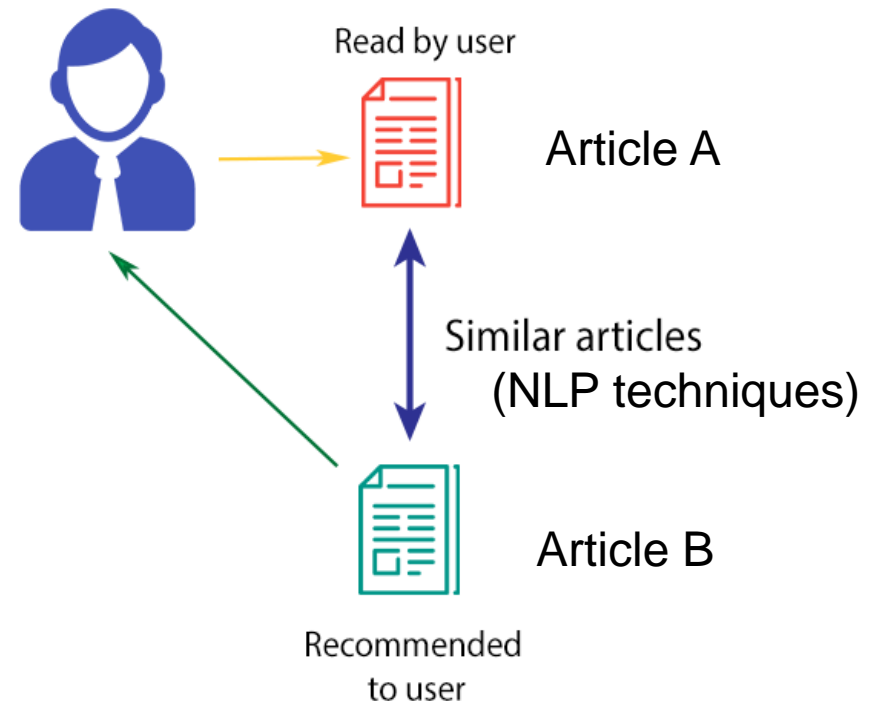 Read by user
Article A
Similar articles
(NLP techniques)
Article B
Recommended
to user